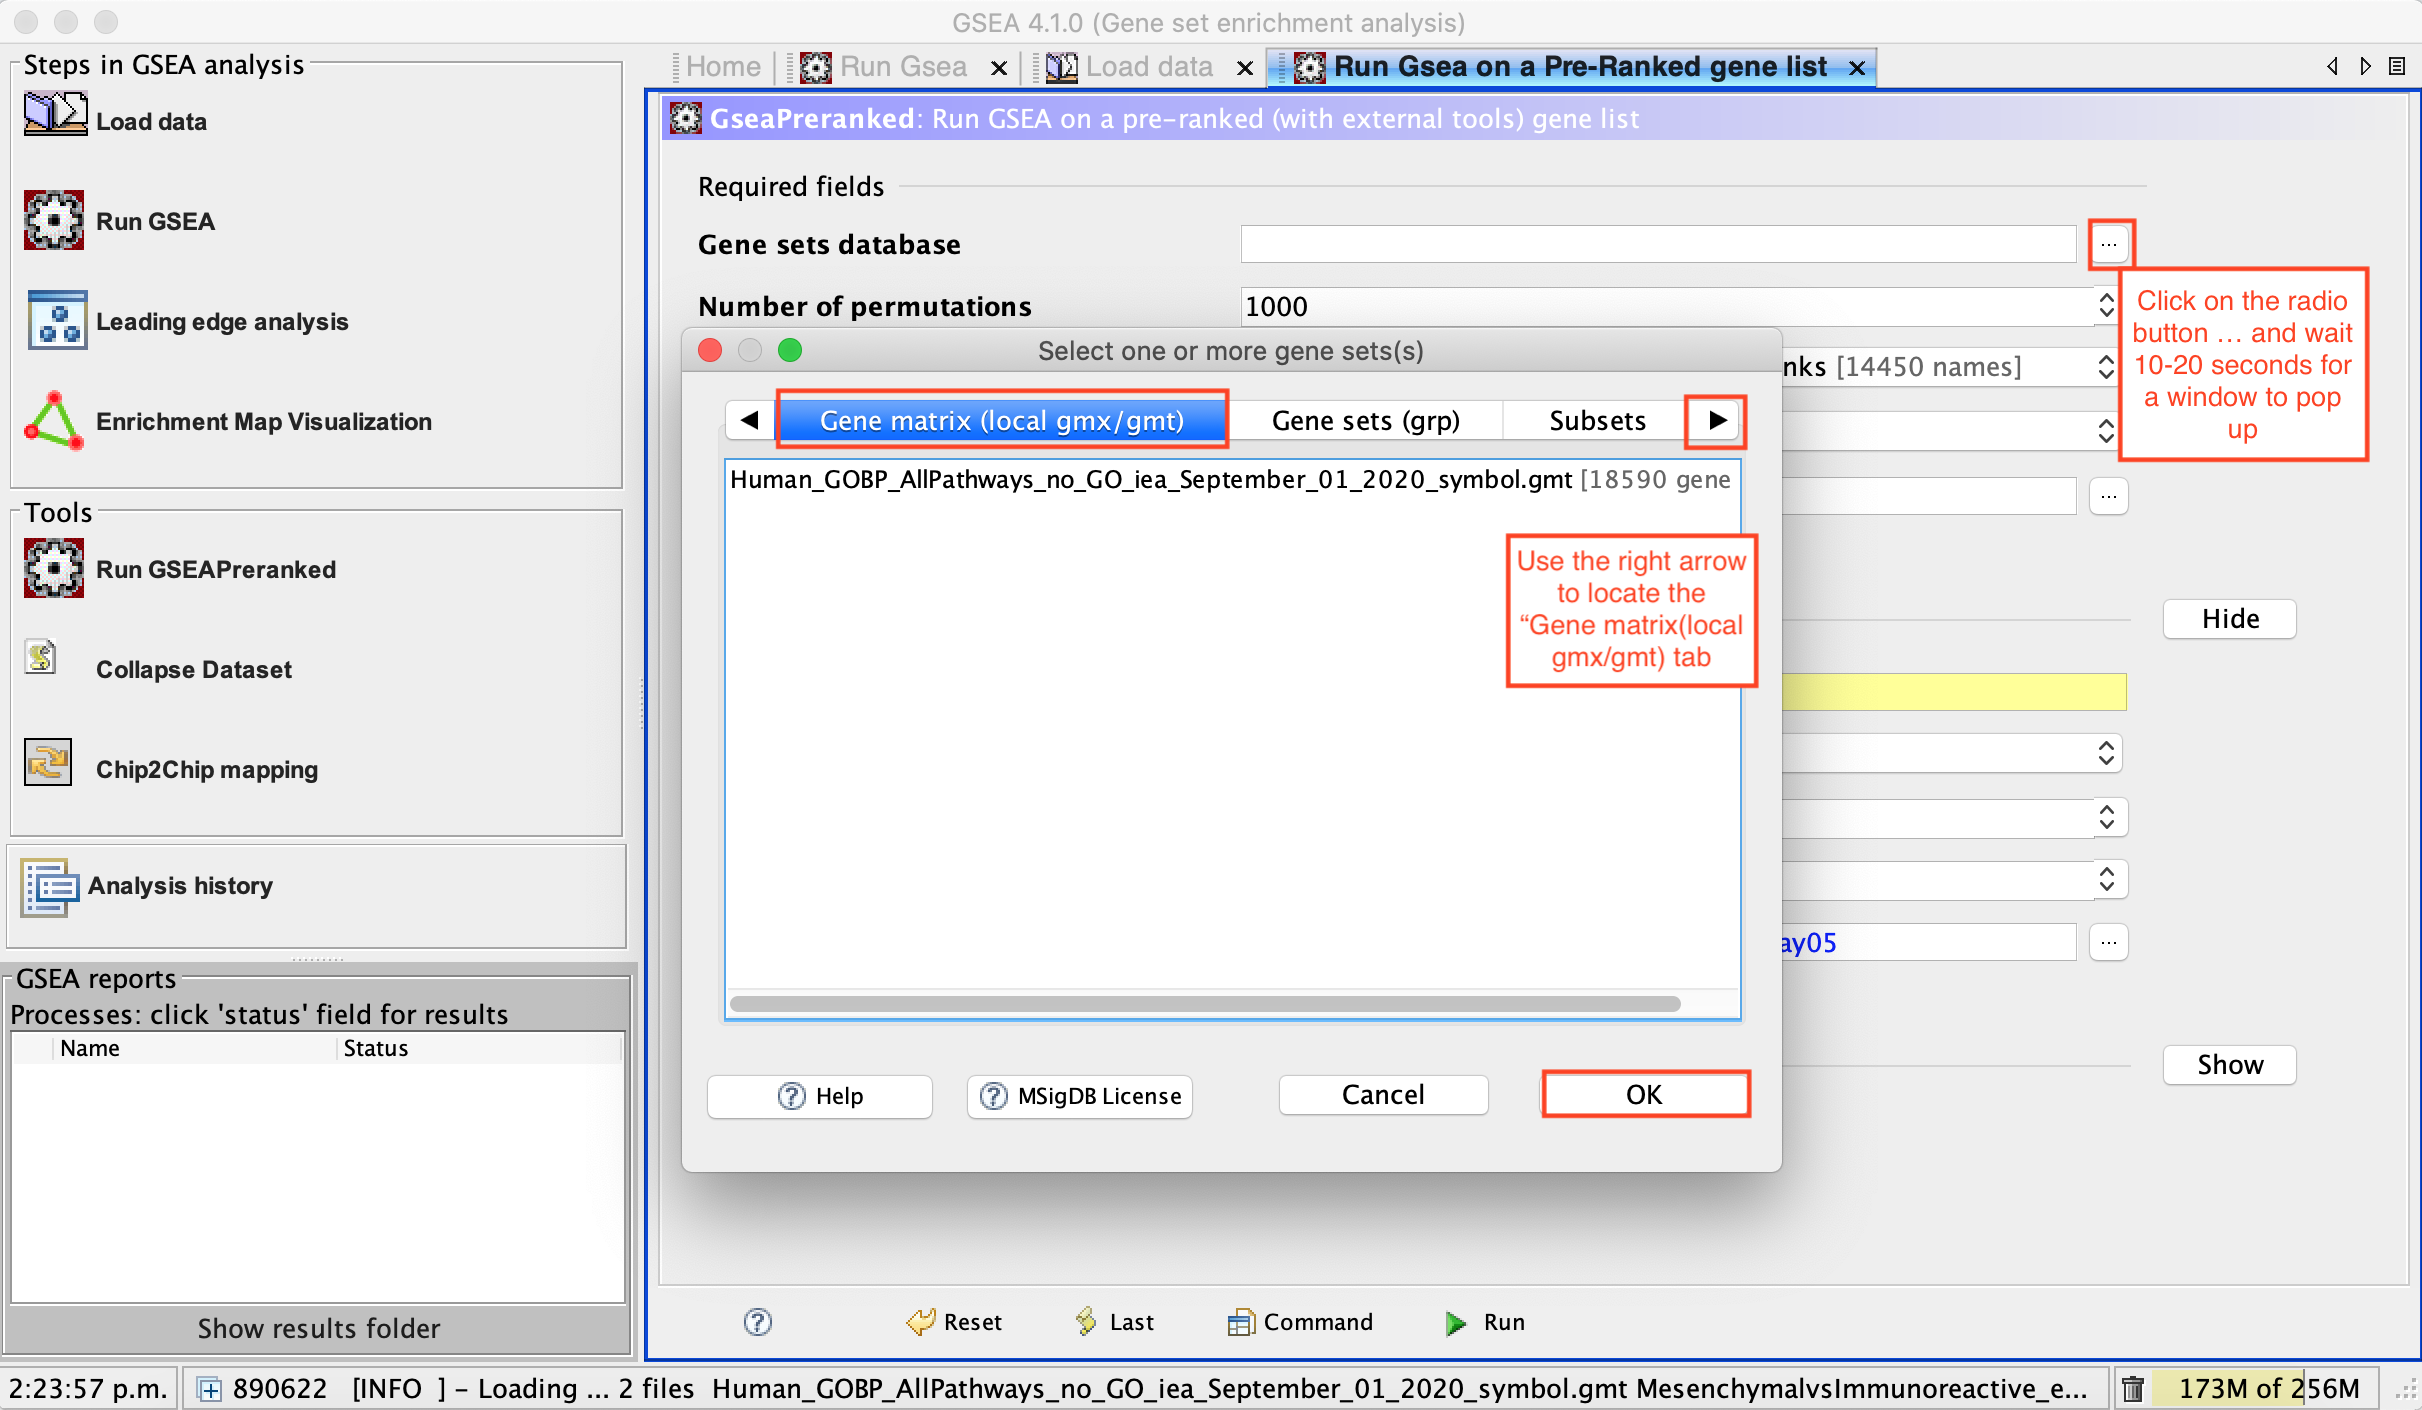 GSEA 4.1.0 (Gene set enrichment analysis)
Steps in GSEA analysis
Load data
Run GSEA
Leading edge analysis
Enrichment Map Visualization
Tools
Run GSEAPreranked
Collapse Dataset
Chip2Chip mapping
Analysis history
GSEA reports
Processes: click 'status' field for results
Name Status
Show results folder
Home Run Gsea Load data Run Gsea on a Pre-Ranked gene list
GseaPreranked: Run GSEA on a pre-ranked (with external tools) gene list
Required fields
Gene sets database ...
Number of permutations 1000
nks [14450 names]
...
Hide
ay05 ...
Show
Click on the radio
button … and wait
10-20 seconds for
a window to pop
up
Select one or more gene sets(s)
Gene matrix (local gmx/gmt) Gene sets (grp) Subsets
Human_GOBP_AllPathways_no_GO_iea_September_01_2020_symbol.gmt [18590 gene
Use the right arrow
to locate the
“Gene matrix(local
gmx/gmt) tab
? Help ? MSigDB License Cancel OK
? Reset Last Command Run
2:23:57 p.m. 890622 [INFO ] - Loading ... 2 files Human_GOBP_AllPathways_no_GO_iea_September_01_2020_symbol.gmt MesenchymalvsImmunoreactive_e... 173M of 256M